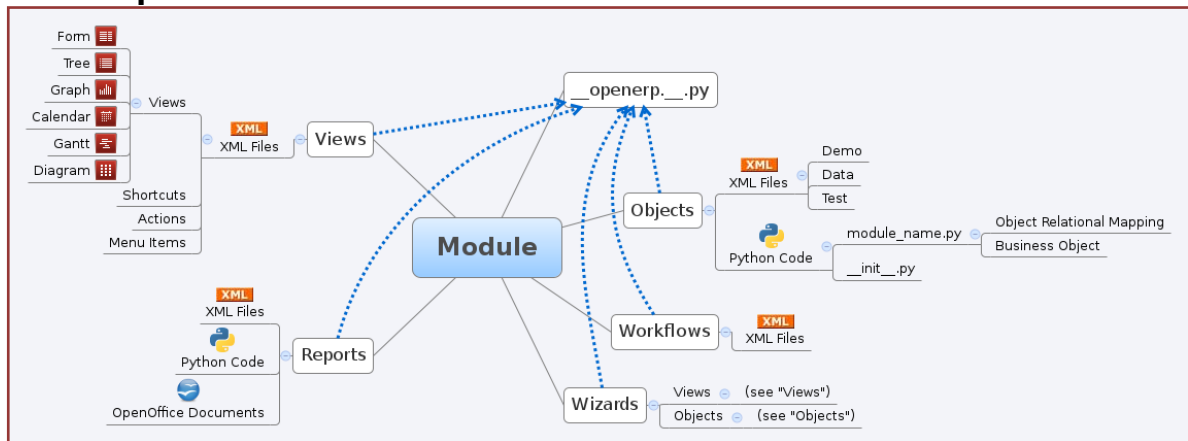 Form
Tree
Graph
Calendar
Gantt
Diagram
Views
Shortcuts
Actions
Menu Items
XML
XML Files
Views
XML
XML Files
Python Code
OpenOffice Documents
Reports
Module
__openerp.__.py
Objects
XML
XML Files
Demo
Data
Test
Python Code
module_name.py
Object Relational Mapping
Business Object
__init__.py
Workflows
XML
XML Files
Wizards
Views
(see "Views")
Objects
(see "Objects")